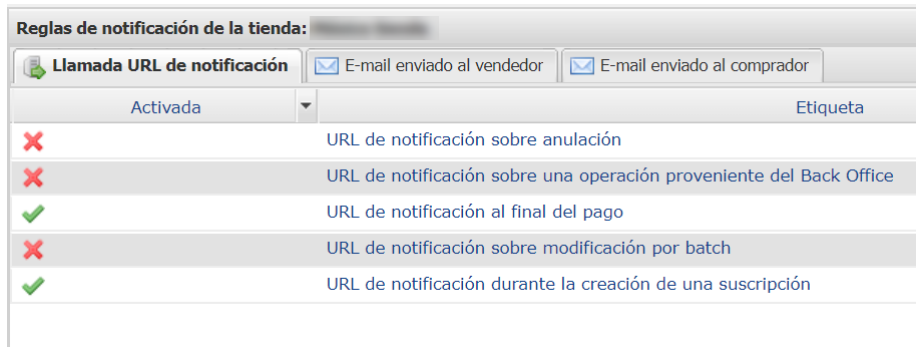 Reglas de notificación de la tienda:
Llamada URL de notificación
E-mail enviado al vendedor
E-mail enviado al comprador
Activada
Etiqueta
URL de notificación sobre anulación
URL de notificación sobre una operación proveniente del Back Office
URL de notificación al final del pago
URL de notificación sobre modificación por batch
URL de notificación durante la creación de una suscripción